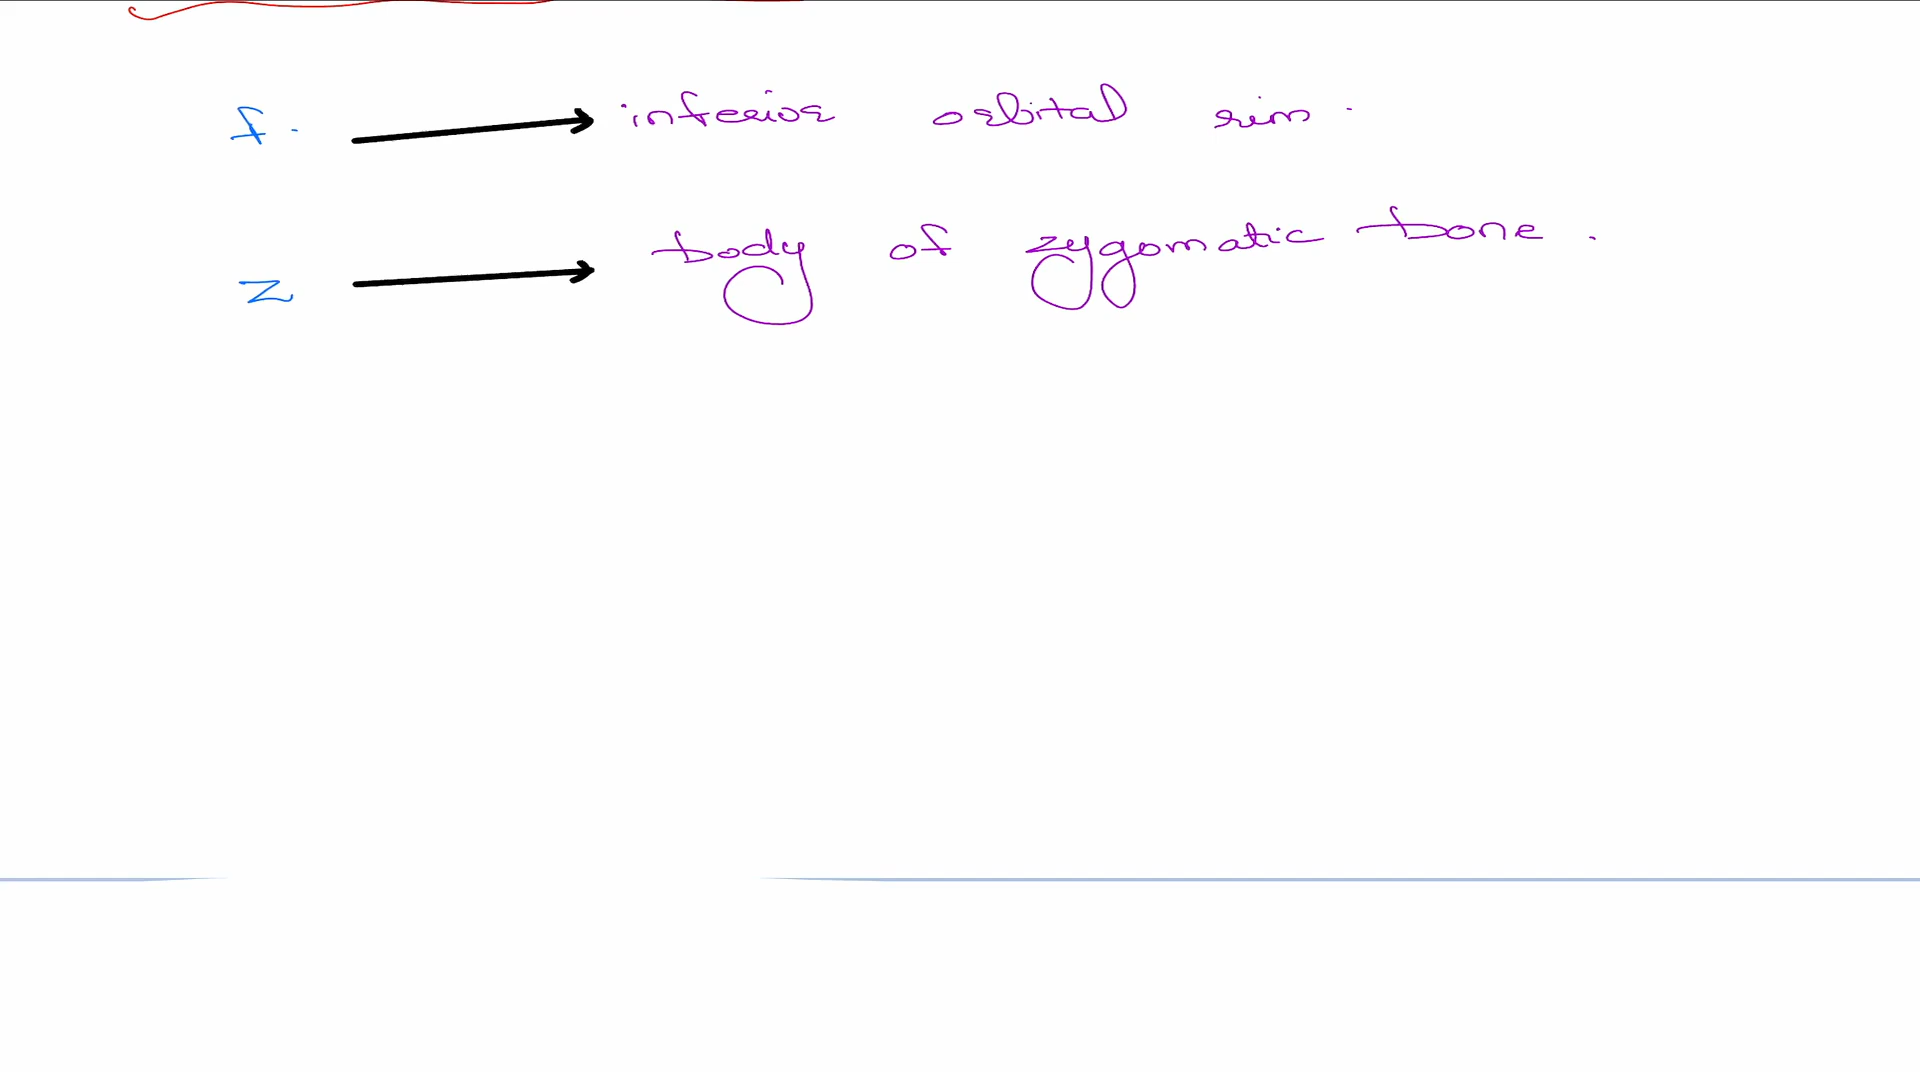 f. → inferior orbital rim.
z → body of zygomatic bone.